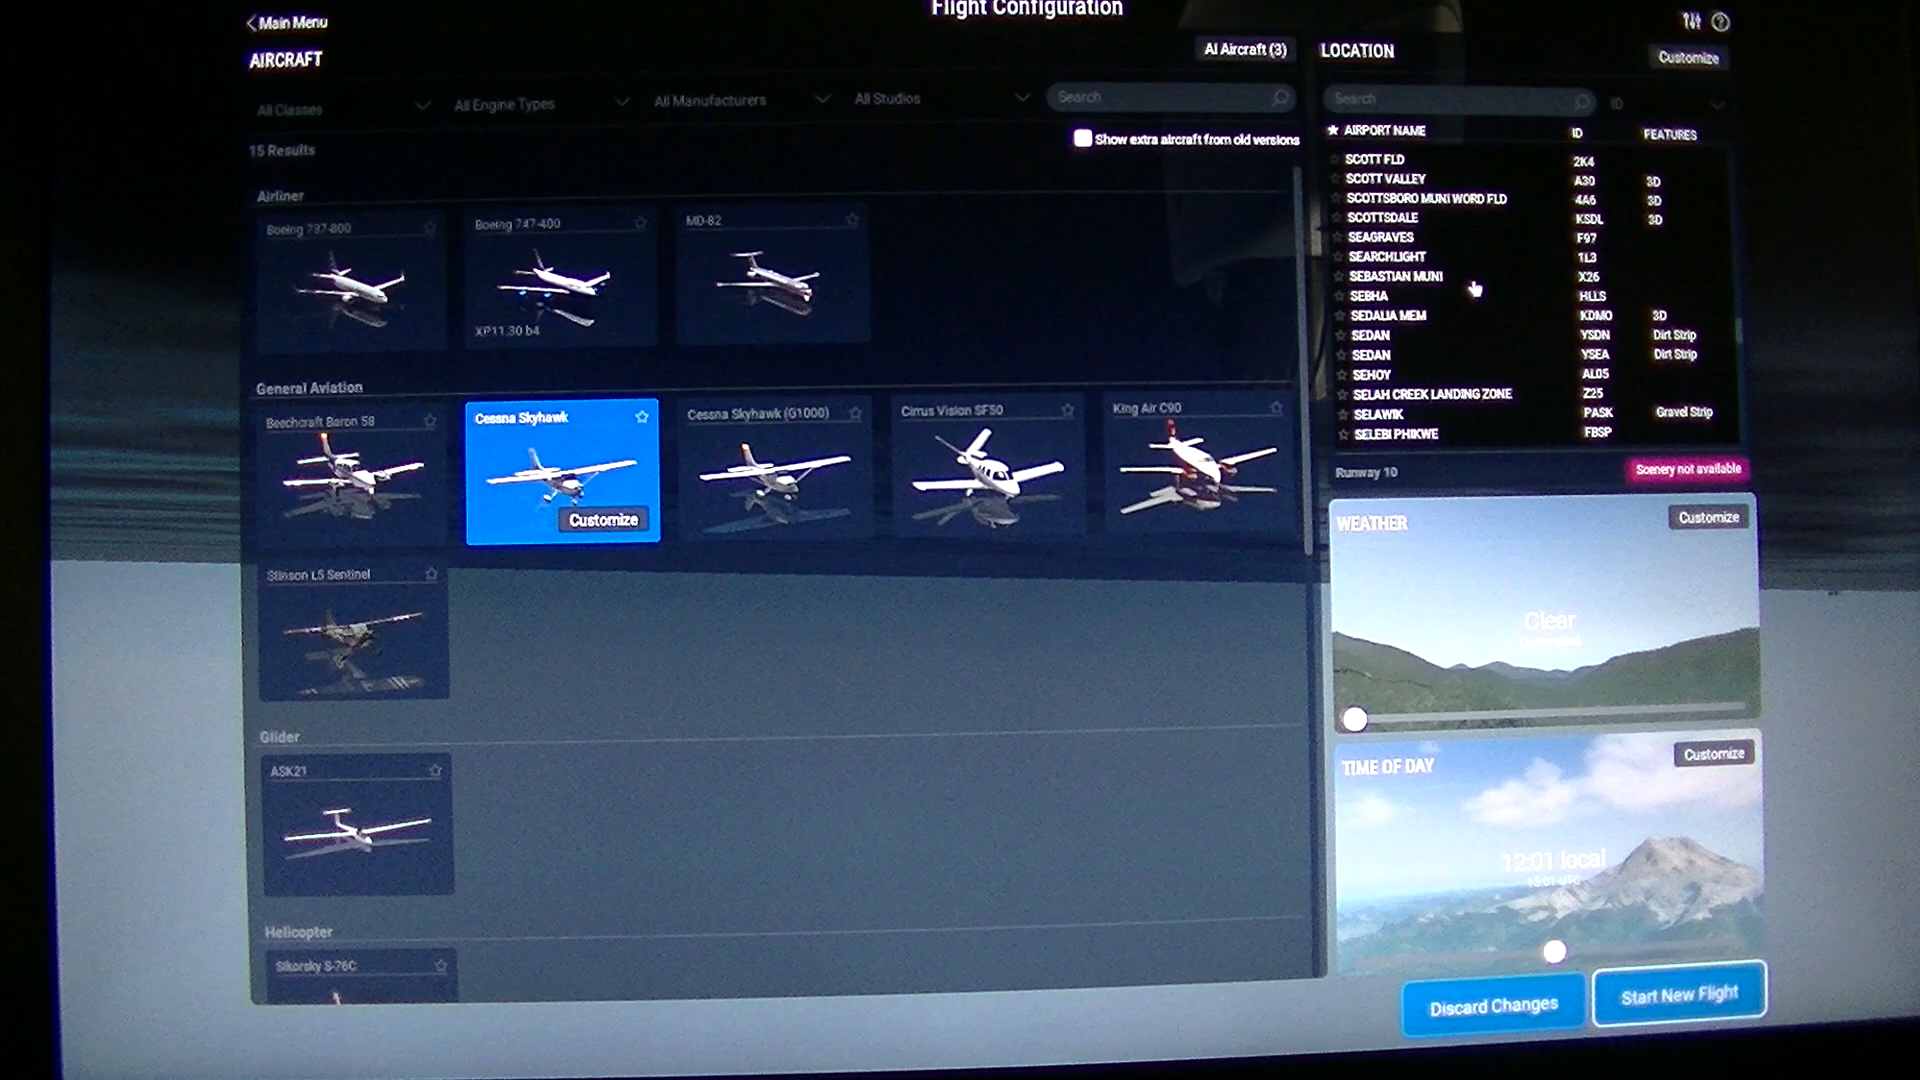 Flight Configuration
Main Menu
AIRCRAFT
AI Aircraft (3)
All Classes
All Engine Types
All Manufacturers
All Studios
Search
15 Results
Show extra aircraft from old versions
Airliner
Boeing 737-800
Boeing 747-400
XP11.30 b4
MD-82
General Aviation
Beechcraft Baron 58
Cessna Skyhawk
Customize
Cessna Skyhawk (G1000)
Cirrus Vision SF50
King Air C90
Stinson L5 Sentinel
Glider
ASK21
Helicopter
Sikorsky S-76C
LOCATION
Customize
Search
ID
AIRPORT NAME ID FEATURES
SCOTT FLD 2K4
SCOTT VALLEY A30 3D
SCOTTSBORO MUNI WORD FLD 4A6 3D
SCOTTSDALE KSDL 3D
SEAGRAVES F97
SEARCHLIGHT 1L3
SEBASTIAN MUNI X26
SEBHA HLLS
SEDALIA MEM KDMO 3D
SEDAN YSDN Dirt Strip
SEDAN YSEA Dirt Strip
SEHOY AL05
SELAH CREEK LANDING ZONE Z25
SELAWIK PASK Gravel Strip
SELEBI PHIKWE FBSP
Runway 10
Scenery not available
WEATHER
Customize
Clear
TIME OF DAY
Customize
12:01 local
15:01 UTC
Discard Changes
Start New Flight